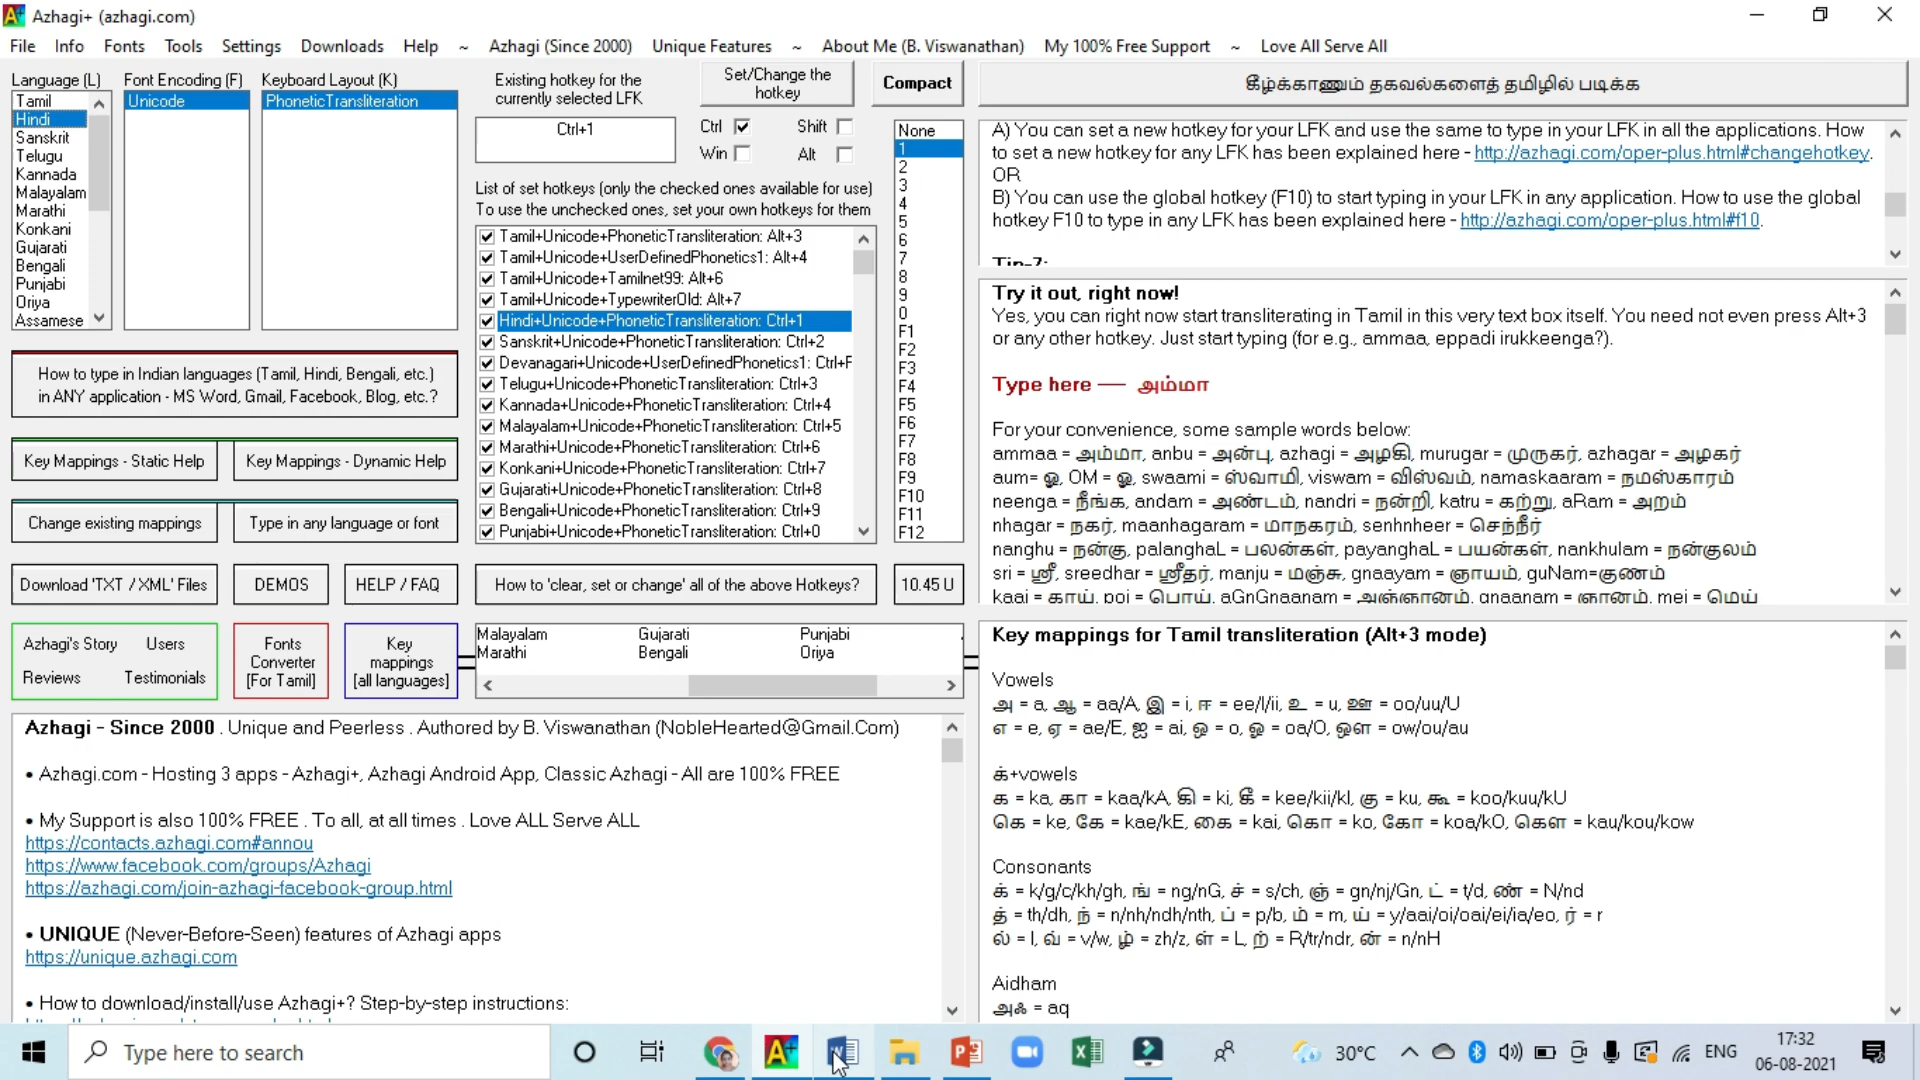 Azhagi+ (azhagi.com)
File Info Fonts Tools Settings Downloads Help ~ Azhagi (Since 2000) Unique Features ~ About Me (B. Viswanathan) My 100% Free Support ~ Love All Serve All
Language (L) Font Encoding (F) Keyboard Layout (K)
Tamil
Hindi
Sanskrit
Telugu
Kannada
Malayalam
Marathi
Konkani
Gujarati
Bengali
Punjabi
Oriya
Assamese
Unicode
PhoneticTransliteration
Existing hotkey for the
currently selected LFK
Ctrl+1
Set/Change the
hotkey
Compact
Ctrl Shift
Win Alt
List of set hotkeys (only the checked ones available for use)
To use the unchecked ones, set your own hotkeys for them
Tamil+Unicode+PhoneticTransliteration: Alt+3
Tamil+Unicode+UserDefinedPhonetics1: Alt+4
Tamil+Unicode+Tamilnet99: Alt+6
Tamil+Unicode+TypewriterOld: Alt+7
Hindi+Unicode+PhoneticTransliteration: Ctrl+1
Sanskrit+Unicode+PhoneticTransliteration: Ctrl+2
Devanagari+Unicode+UserDefinedPhonetics1: Ctrl+F
Telugu+Unicode+PhoneticTransliteration: Ctrl+3
Kannada+Unicode+PhoneticTransliteration: Ctrl+4
Malayalam+Unicode+PhoneticTransliteration: Ctrl+5
Marathi+Unicode+PhoneticTransliteration: Ctrl+6
Konkani+Unicode+PhoneticTransliteration: Ctrl+7
Gujarati+Unicode+PhoneticTransliteration: Ctrl+8
Bengali+Unicode+PhoneticTransliteration: Ctrl+9
Punjabi+Unicode+PhoneticTransliteration: Ctrl+0
None
1
2
3
4
5
6
7
8
9
0
F1
F2
F3
F4
F5
F6
F7
F8
F9
F10
F11
F12
How to type in Indian languages (Tamil, Hindi, Bengali, etc.)
in ANY application - MS Word, Gmail, Facebook, Blog, etc.?
Key Mappings - Static Help Key Mappings - Dynamic Help
Change existing mappings Type in any language or font
Download 'TXT / XML' Files DEMOS HELP / FAQ How to 'clear, set or change' all of the above Hotkeys? 10.45 U
Azhagi's Story Users
Reviews Testimonials
Fonts
Converter
[For Tamil]
Key
mappings
[all languages]
Malayalam Gujarati Punjabi
Marathi Bengali Oriya
Azhagi - Since 2000 . Unique and Peerless . Authored by B. Viswanathan (NobleHearted@Gmail.Com)
• Azhagi.com - Hosting 3 apps - Azhagi+, Azhagi Android App, Classic Azhagi - All are 100% FREE
• My Support is also 100% FREE . To all, at all times . Love ALL Serve ALL
https://contacts.azhagi.com#annou
https://www.facebook.com/groups/Azhagi
https://azhagi.com/join-azhagi-facebook-group.html
• UNIQUE (Never-Before-Seen) features of Azhagi apps
https://unique.azhagi.com
• How to download/install/use Azhagi+? Step-by-step instructions:
கீழ்க்காணும் தகவல்களைத் தமிழில் படிக்க
A) You can set a new hotkey for your LFK and use the same to type in your LFK in all the applications. How
to set a new hotkey for any LFK has been explained here - http://azhagi.com/oper-plus.html#changehotkey.
OR
B) You can use the global hotkey (F10) to start typing in your LFK in any application. How to use the global
hotkey F10 to type in any LFK has been explained here - http://azhagi.com/oper-plus.html#f10.
Tip-7:
Try it out, right now!
Yes, you can right now start transliterating in Tamil in this very text box itself. You need not even press Alt+3
or any other hotkey. Just start typing (for e.g., ammaa, eppadi irukkeenga?).
Type here ── அம்மா
For your convenience, some sample words below:
ammaa = அம்மா, anbu = அன்பு, azhagi = அழகி, murugar = முருகர், azhagar = அழகர்
aum= ஓ, OM = ஓ, swaami = ஸ்வாமி, viswam = விஸ்வம், namaskaaram = நமஸ்காரம்
neenga = நீங்க, andam = அண்டம், nandri = நன்றி, katru = கற்று, aRam = அறம்
nhagar = நகர், maanhagaram = மாநகரம், senhnheer = செந்நீர்
nanghu = நன்கு, palanghaL = பலன்கள், payanghaL = பயன்கள், nankhulam = நன்குலம்
sri = ஸ்ரீ, sreedhar = ஸ்ரீதர், manju = மஞ்சு, gnaayam = ஞாயம், guNam=குணம்
kaai = காய், poi = பொய், aGnGnaanam = அஞ்ஞானம், gnaanam = ஞானம், mei = மெய்
Key mappings for Tamil transliteration (Alt+3 mode)
Vowels
அ = a, ஆ = aa/A, இ = i, ஈ = ee/I/ii, உ = u, ஊ = oo/uu/U
எ = e, ஏ = ae/E, ஐ = ai, ஒ = o, ஓ = oa/O, ஔ = ow/ou/au
க்+vowels
க = ka, கா = kaa/kA, கி = ki, கீ = kee/kii/kI, கு = ku, கூ = koo/kuu/kU
கெ = ke, கே = kae/kE, கை = kai, கொ = ko, கோ = koa/kO, கௌ = kau/kou/kow
Consonants
க் = k/g/c/kh/gh, ங் = ng/nG, ச் = s/ch, ஞ் = gn/nj/Gn, ட் = t/d, ண் = N/nd
த் = th/dh, ந் = n/nh/ndh/nth, ப் = p/b, ம் = m, ய் = y/aai/oi/oai/ei/ia/eo, ர் = r
ல் = l, வ் = v/w, ழ் = zh/z, ள் = L, ற் = R/tr/ndr, ன் = n/nH
Aidham
அஃ = aq
Type here to search
30°C ENG 17:32
06-08-2021